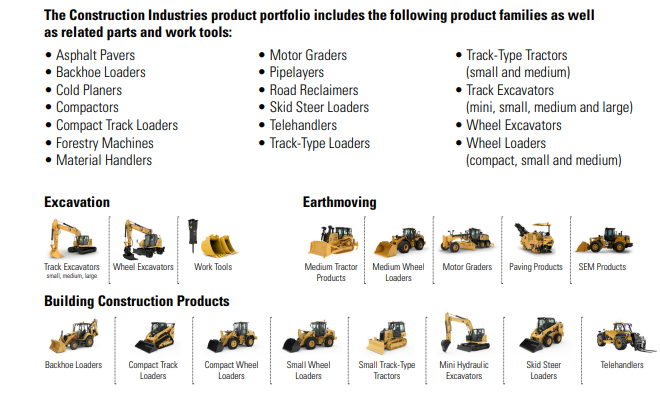 The Construction Industries product portfolio includes the following product families as well
as related parts and work tools:
• Asphalt Pavers
• Backhoe Loaders
• Cold Planers
• Compactors
• Compact Track Loaders
• Forestry Machines
• Material Handlers
• Motor Graders
• Pipelayers
• Road Reclaimers
• Skid Steer Loaders
• Telehandlers
• Track-Type Loaders
• Track-Type Tractors
(small and medium)
• Track Excavators
(mini, small, medium and large)
• Wheel Excavators
• Wheel Loaders
(compact, small and medium)
Excavation
Track Excavators
small, medium, large
Wheel Excavators
Work Tools
Earthmoving
Medium Tractor
Products
Medium Wheel
Loaders
Motor Graders
Paving Products
SEM Products
Building Construction Products
Backhoe Loaders
Compact Track
Loaders
Compact Wheel
Loaders
Small Wheel
Loaders
Small Track-Type
Tractors
Mini Hydraulic
Excavators
Skid Steer
Loaders
Telehandlers